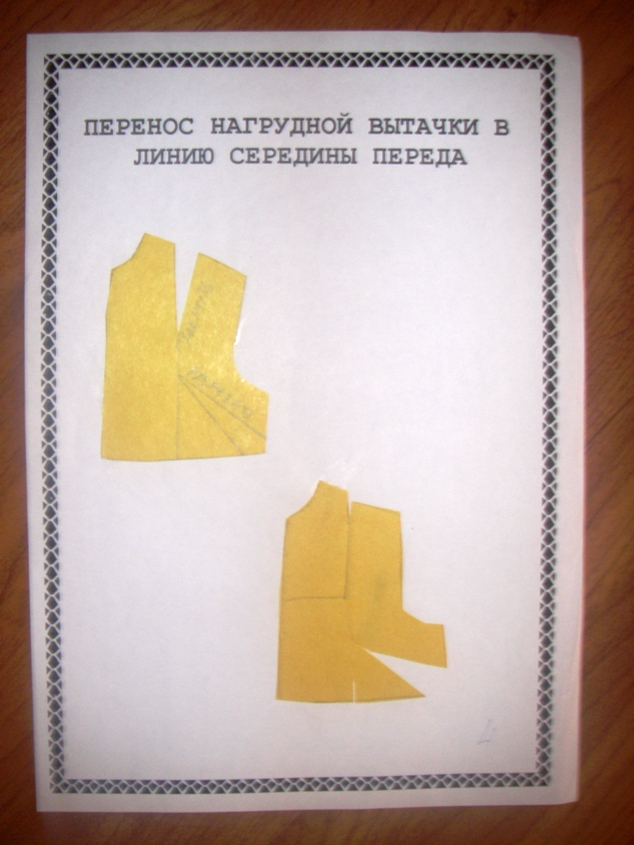 ПЕРЕНОС НАГРУДНОЙ ВЫТАЧКИ В
ЛИНИЮ СЕРЕДИНЫ ПЕРЕДА